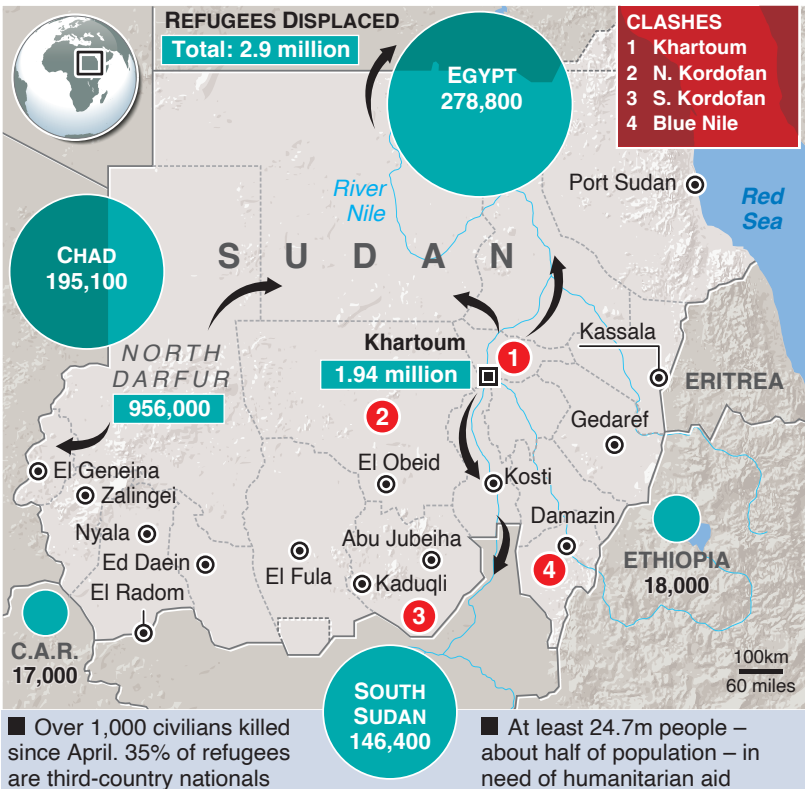 REFUGEES DISPLACED
Total: 2.9 million
EGYPT
278,800
CLASHES
1 Khartoum
2 N. Kordofan
3 S. Kordofan
4 Blue Nile
River
Nile
Port Sudan
Red
Sea
CHAD
195,100
SUDAN
NORTH
DARFUR
956,000
Khartoum
1.94 million
1
Kassala
ERITREA
2
Gedaref
El Geneina
Zalingei
El Obeid
Kosti
Nyala
Ed Daein
El Radom
El Fula
Abu Jubeiha
Kaduqli
3
Damazin
4
ETHIOPIA
18,000
C.A.R.
17,000
SOUTH
SUDAN
146,400
100km
60 miles
■ Over 1,000 civilians killed
since April. 35% of refugees
are third-country nationals
■ At least 24.7m people –
about half of population – in
need of humanitarian aid